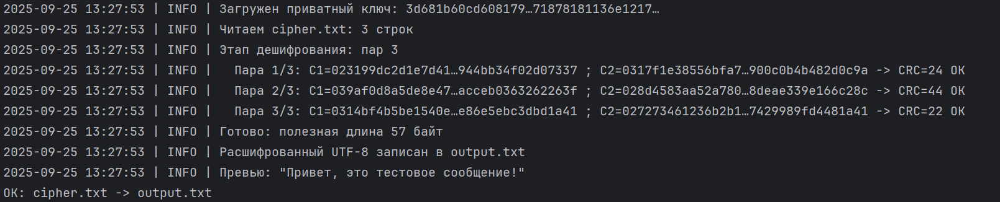 2025-09-25 13:27:53 | INFO | Загружен приватный ключ: 3d681b60cd608179…71878181136e1217…
2025-09-25 13:27:53 | INFO | Читаем cipher.txt: 3 строк
2025-09-25 13:27:53 | INFO | Этап дешифрования: пар 3
2025-09-25 13:27:53 | INFO |   Пара 1/3: C1=023199dc2d1e7d41…944bb34f02d07337 ; C2=0317f1e38556bfa7…900c0b4b482d0c9a -> CRC=24 OK
2025-09-25 13:27:53 | INFO |   Пара 2/3: C1=039af0d8a5de8e47…acceb0363262263f ; C2=028d4583aa52a780…8deae339e166c28c -> CRC=44 OK
2025-09-25 13:27:53 | INFO |   Пара 3/3: C1=0314bf4b5be1540e…e86e5ebc3dbd1a41 ; C2=027273461236b2b1…7429989fd4481a41 -> CRC=22 OK
2025-09-25 13:27:53 | INFO | Готово: полезная длина 57 байт
2025-09-25 13:27:53 | INFO | Расшифрованный UTF-8 записан в output.txt
2025-09-25 13:27:53 | INFO | Превью: "Привет, это тестовое сообщение!"
OK: cipher.txt -> output.txt